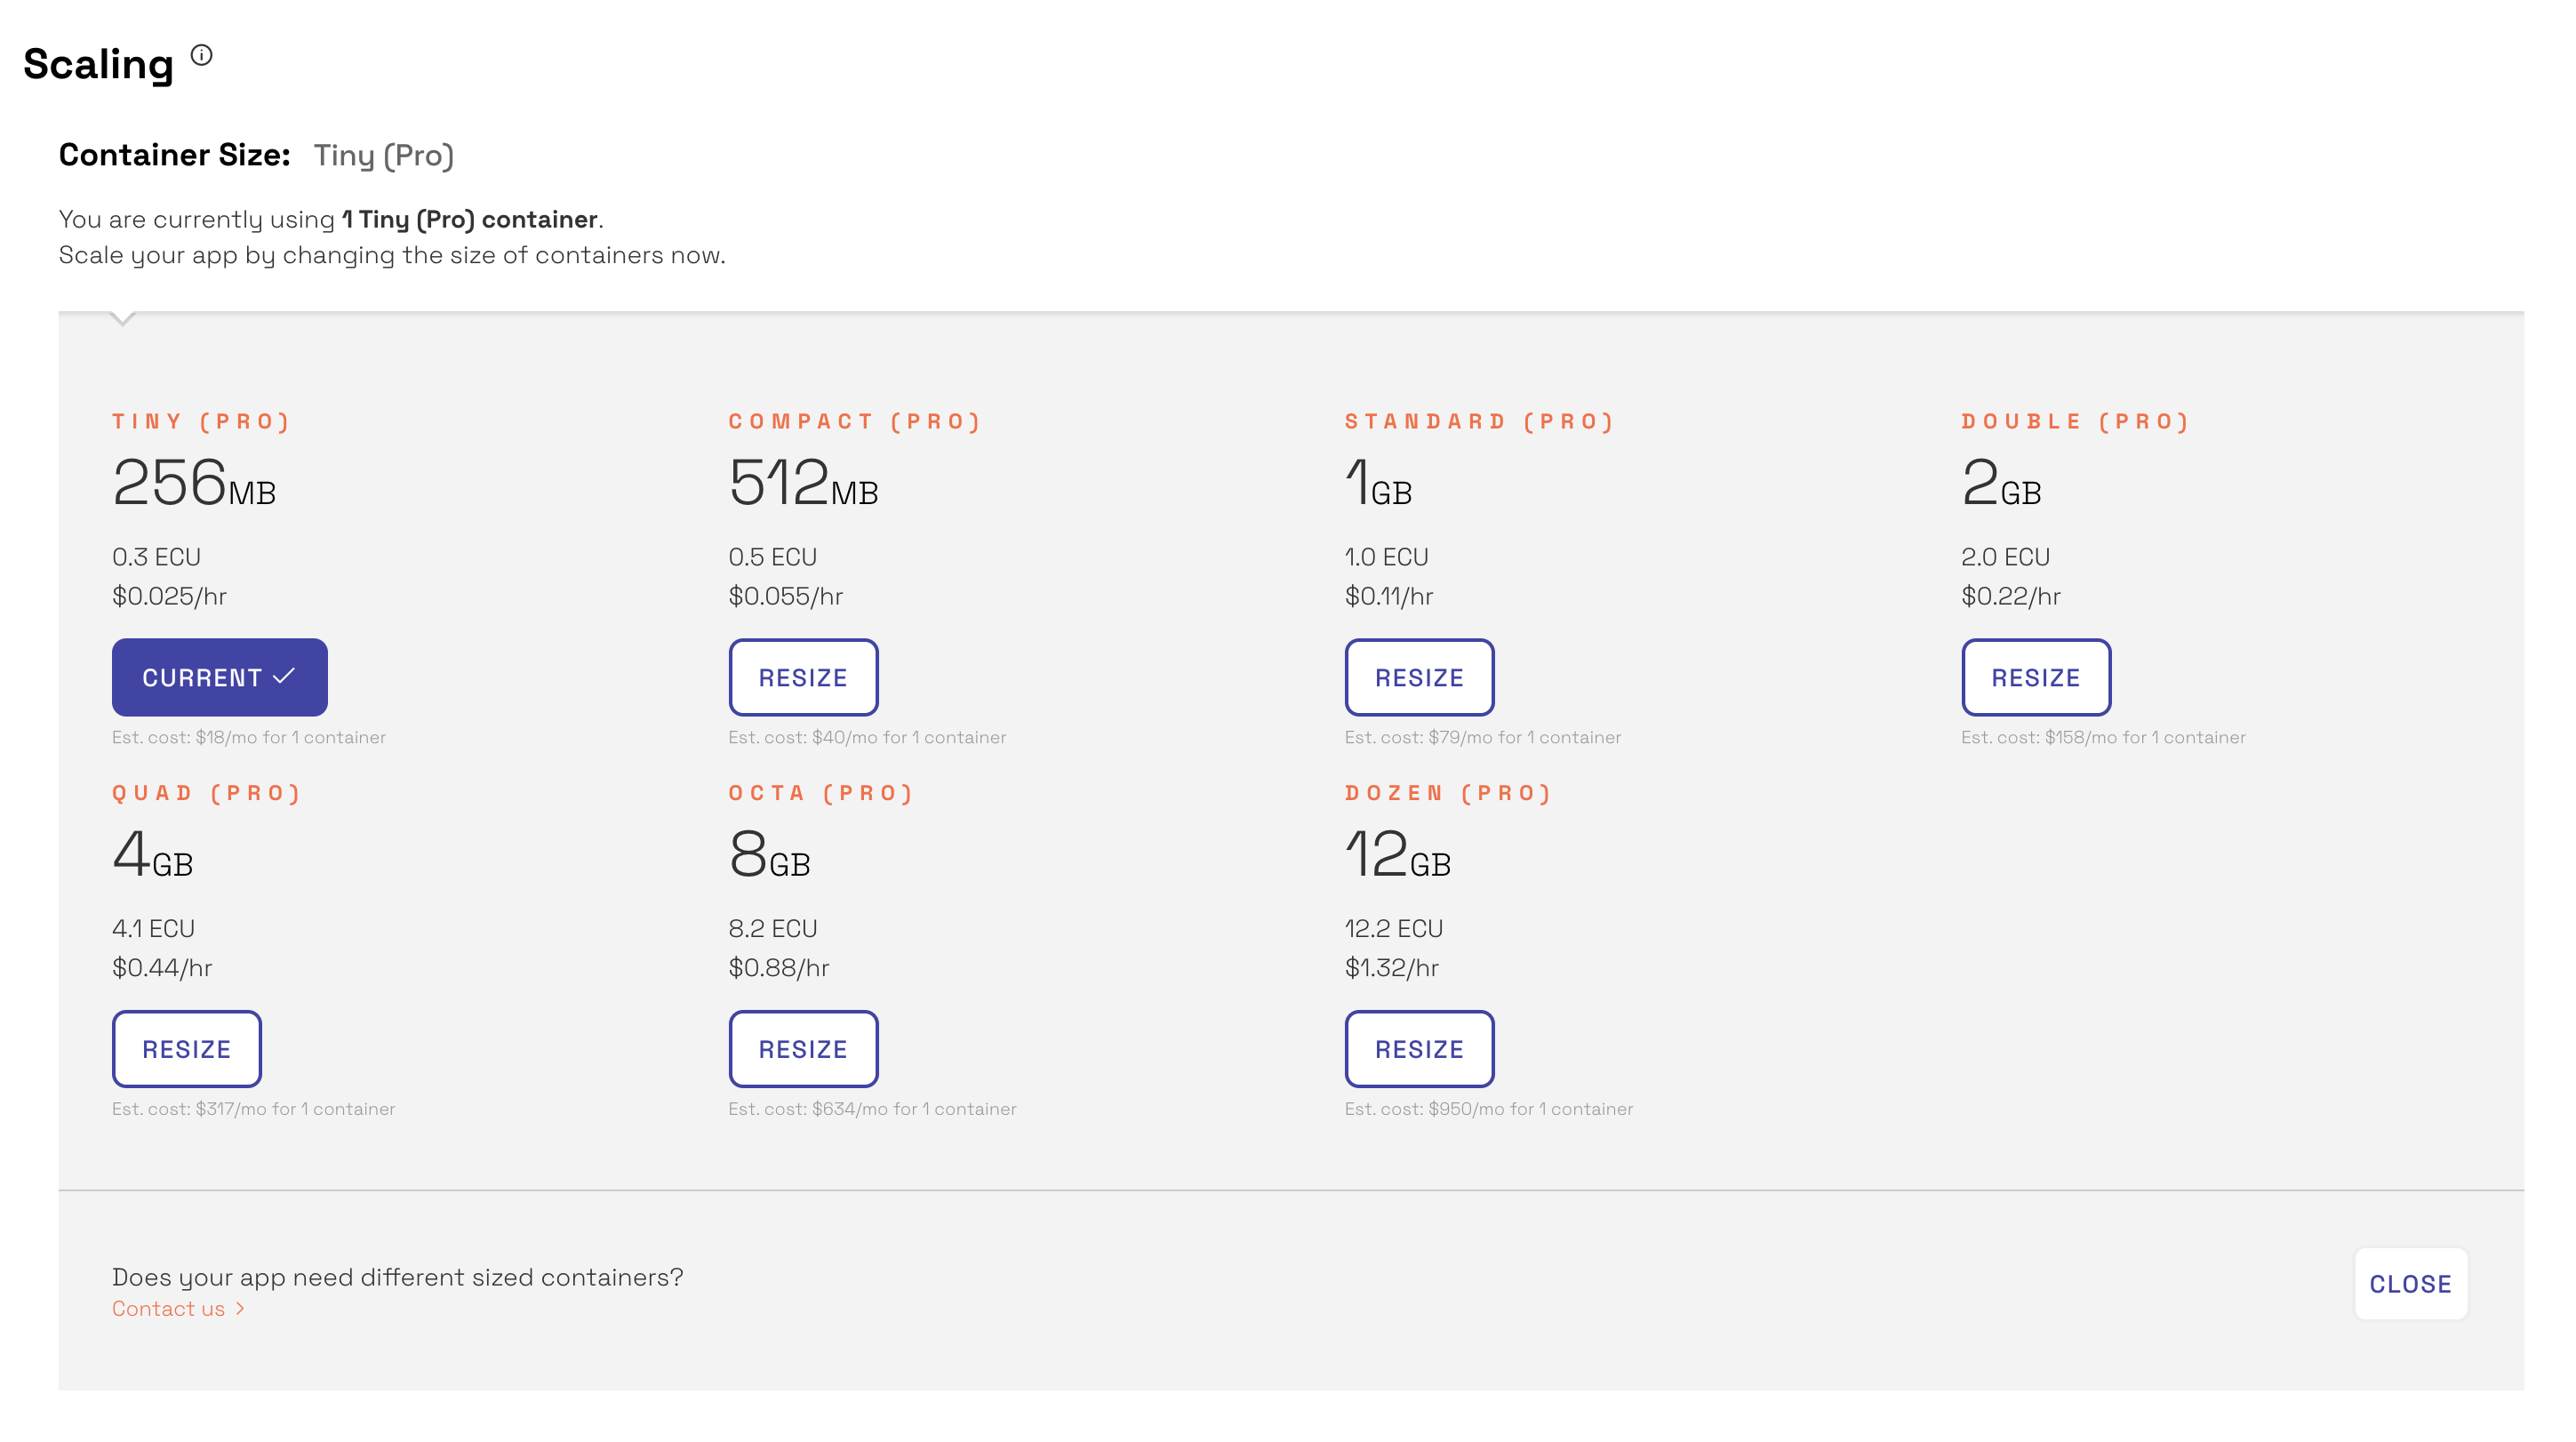 Scaling
Container Size: Tiny (Pro)
You are currently using 1 Tiny (Pro) container.
Scale your app by changing the size of containers now.
TINY (PRO)
256MB
0.3 ECU
$0.025/hr
CURRENT
Est. cost: $18/mo for 1 container
COMPACT (PRO)
512MB
0.5 ECU
$0.055/hr
RESIZE
Est. cost: $40/mo for 1 container
STANDARD (PRO)
1GB
1.0 ECU
$0.11/hr
RESIZE
Est. cost: $79/mo for 1 container
DOUBLE (PRO)
2GB
2.0 ECU
$0.22/hr
RESIZE
Est. cost: $158/mo for 1 container
QUAD (PRO)
4GB
4.1 ECU
$0.44/hr
RESIZE
Est. cost: $317/mo for 1 container
OCTA (PRO)
8GB
8.2 ECU
$0.88/hr
RESIZE
Est. cost: $634/mo for 1 container
DOZEN (PRO)
12GB
12.2 ECU
$1.32/hr
RESIZE
Est. cost: $950/mo for 1 container
Does your app need different sized containers?
Contact us >
CLOSE